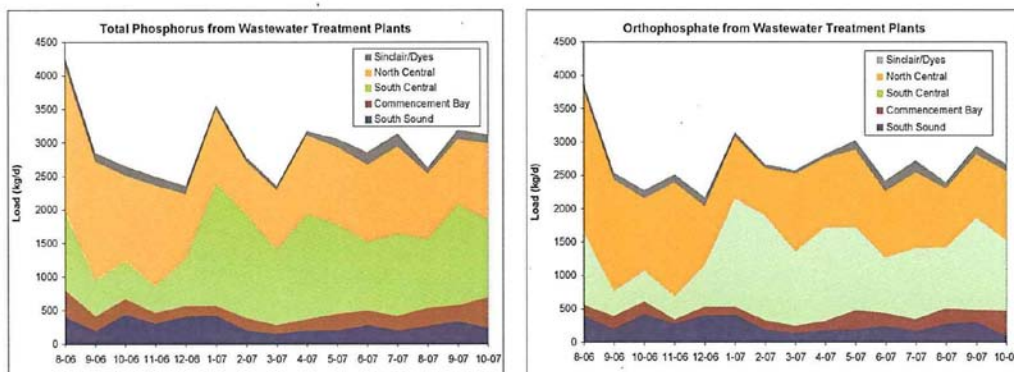 Total Phosphorus from Wastewater Treatment Plants
4500
4000
3500
3000
2500
2000
1500
1000
500
0
Load (kg/d)
Sinclair/Dyes
North Central
South Central
Commencement Bay
South Sound
8-06 9-06 10-06 11-06 12-06 1-07 2-07 3-07 4-07 5-07 6-07 7-07 8-07 9-07 10-07
Orthophosphate from Wastewater Treatment Plants
4500
4000
3500
3000
2500
2000
1500
1000
500
0
Load (kg/d)
Sinclair/Dyes
North Central
South Central
Commencement Bay
South Sound
8-06 9-06 10-06 11-06 12-06 1-07 2-07 3-07 4-07 5-07 6-07 7-07 8-07 9-07 10-0